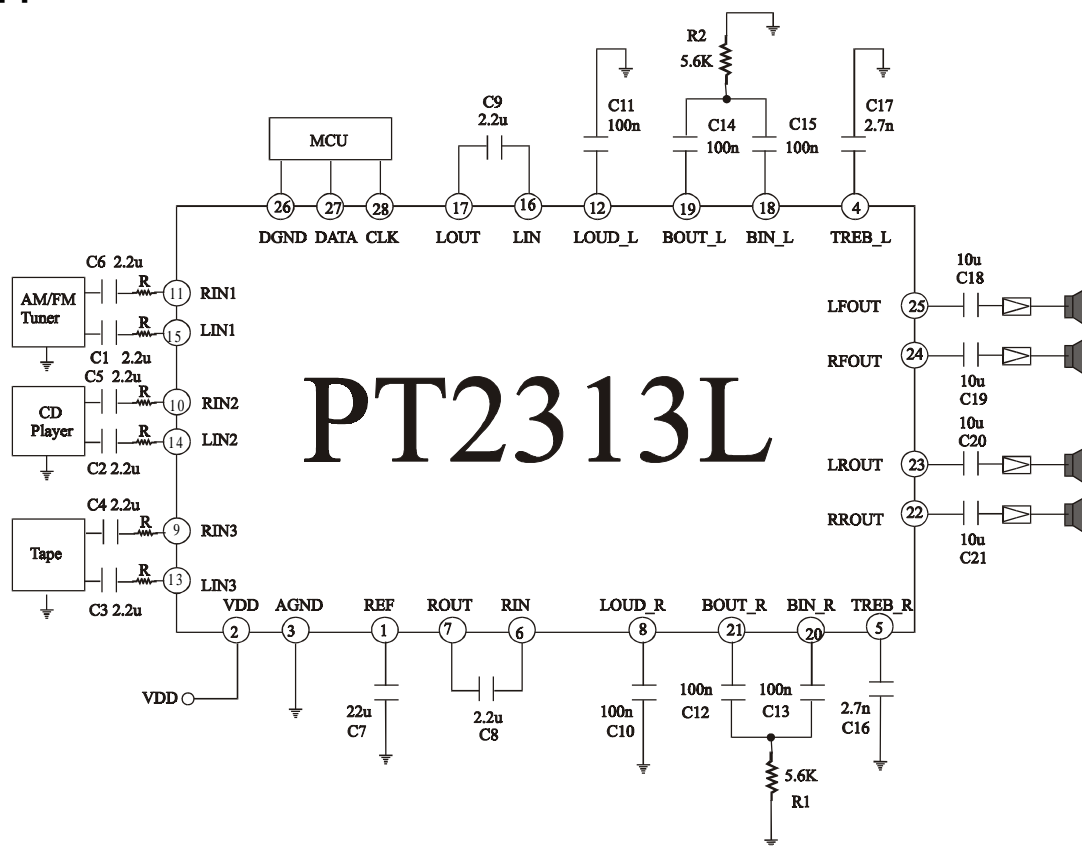 R2
5.6K
C9
2.2u
C11
100n
C14
100n
C15
100n
C17
2.7n
MCU
26
27
28
17
16
12
19
18
4
DGND
DATA
CLK
LOUT
LIN
LOUD_L
BOUT_L
BIN_L
TREB_L
C6 2.2u
R
11
RIN1
AM/FM
Tuner
R
15
LIN1
C1 2.2u
C5 2.2u
R
10
RIN2
CD
Player
R
14
LIN2
C2 2.2u
C4 2.2u
R
9
RIN3
Tape
R
13
LIN3
C3 2.2u
PT2313L
10u
C18
LFOUT
25
RFOUT
24
10u
C19
10u
C20
LROUT
23
RROUT
22
10u
C21
VDD
AGND
REF
ROUT
RIN
LOUD_R
BOUT_R
BIN_R
TREB_R
2
3
1
7
6
8
21
20
5
VDD
22u
C7
2.2u
C8
100n
C10
100n
C12
100n
C13
2.7n
C16
5.6K
R1